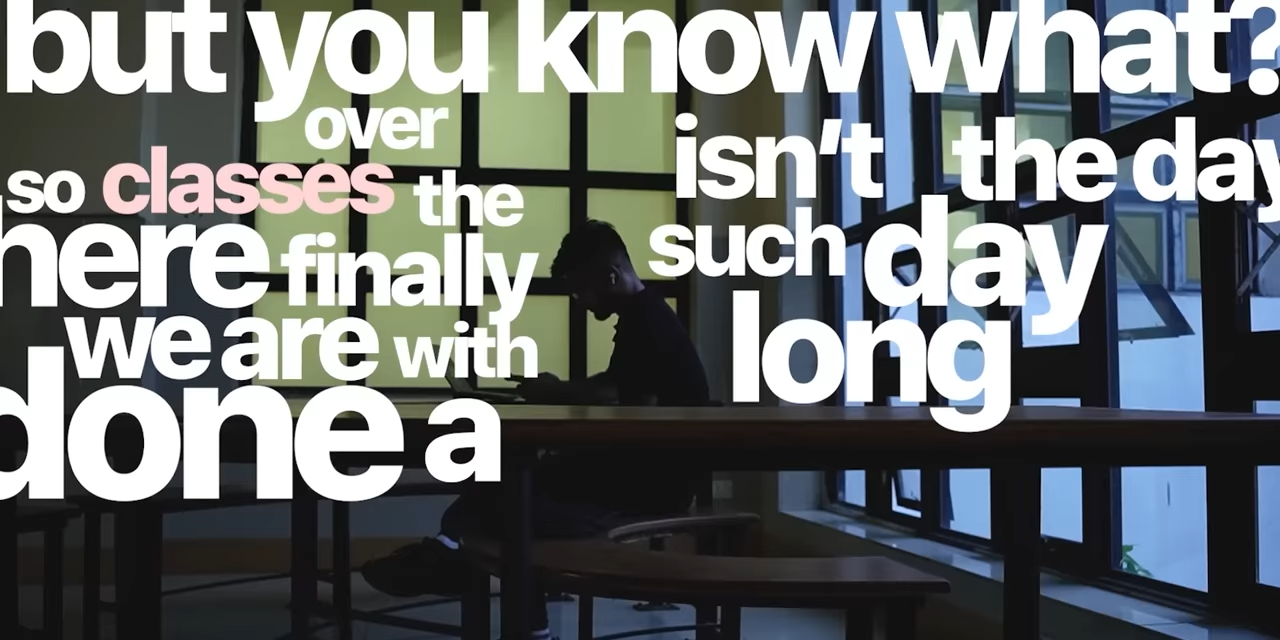 but you know what?
over
so classes the
here finally
we are with
done a
isn't the day
such day
long